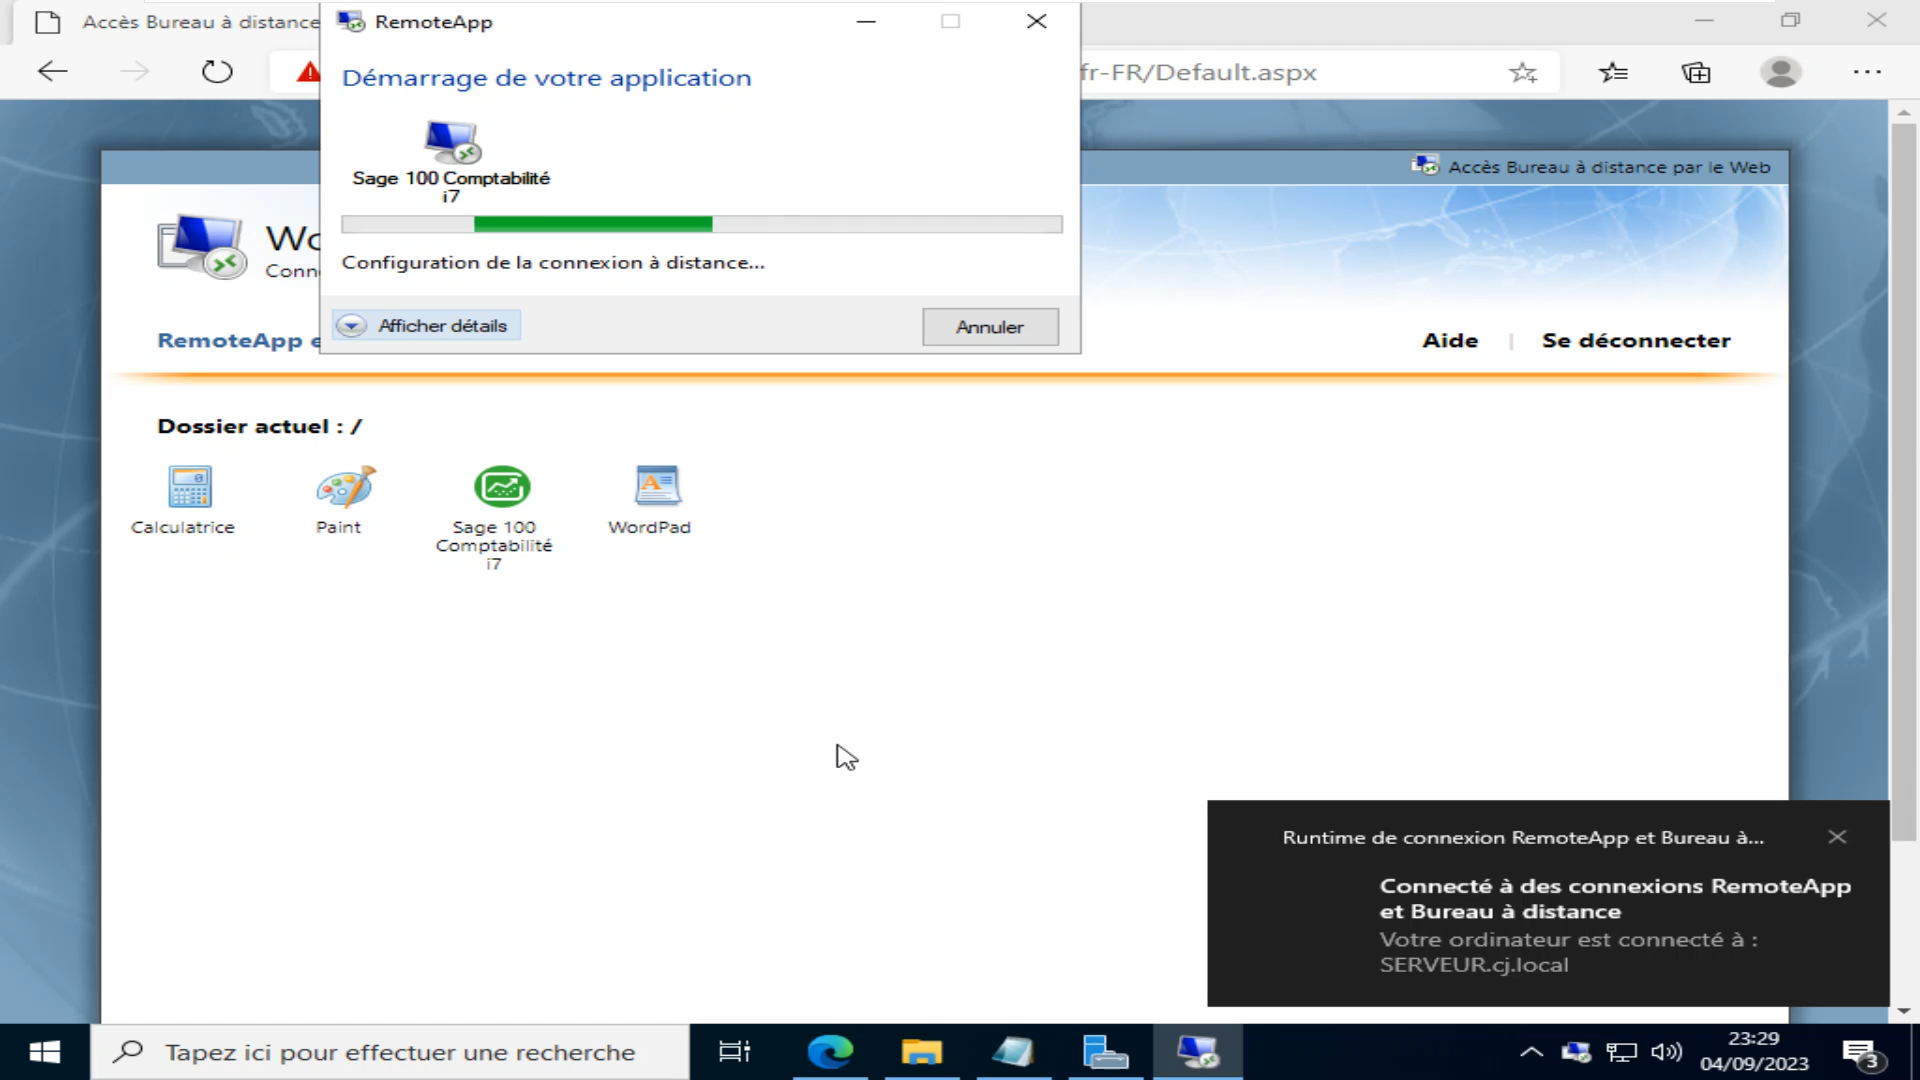 Accès Bureau à distance
fr-FR/Default.aspx
RemoteApp
Démarrage de votre application
Sage 100 Comptabilité
i7
Configuration de la connexion à distance...
Afficher détails
Annuler
Accès Bureau à distance par le Web
Aide | Se déconnecter
RemoteApp
Dossier actuel : /
Calculatrice
Paint
Sage 100
Comptabilité
i7
WordPad
Runtime de connexion RemoteApp et Bureau à...
Connecté à des connexions RemoteApp
et Bureau à distance
Votre ordinateur est connecté à :
SERVEUR.cj.local
Tapez ici pour effectuer une recherche
23:29
04/09/2023
3